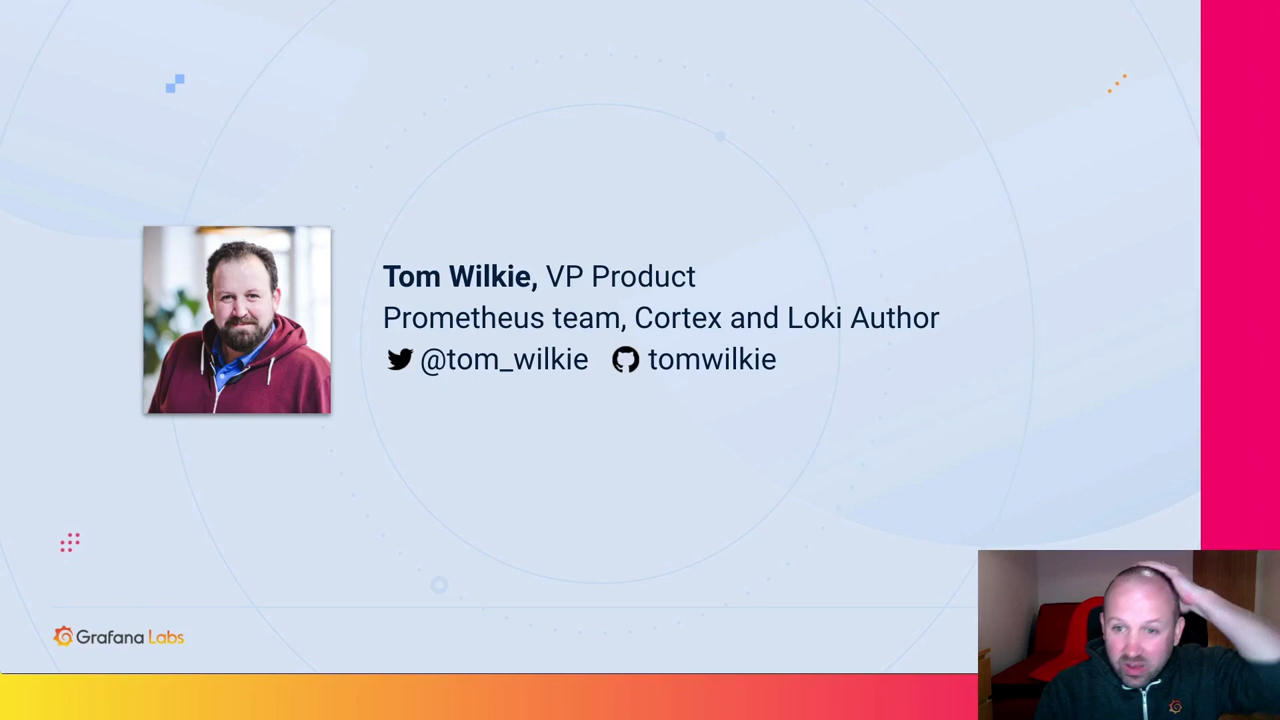 Tom Wilkie, VP Product
Prometheus team, Cortex and Loki Author
@tom_wilkie tomwilkie
Grafana Labs